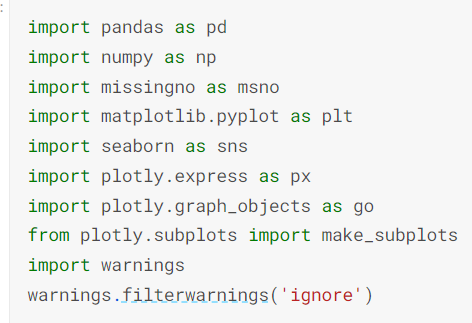 :
import pandas as pd
import numpy as np
import missingno as msno
import matplotlib.pyplot as plt
import seaborn as sns
import plotly.express as px
import plotly.graph_objects as go
from plotly.subplots import make_subplots
import warnings
warnings.filterwarnings('ignore')